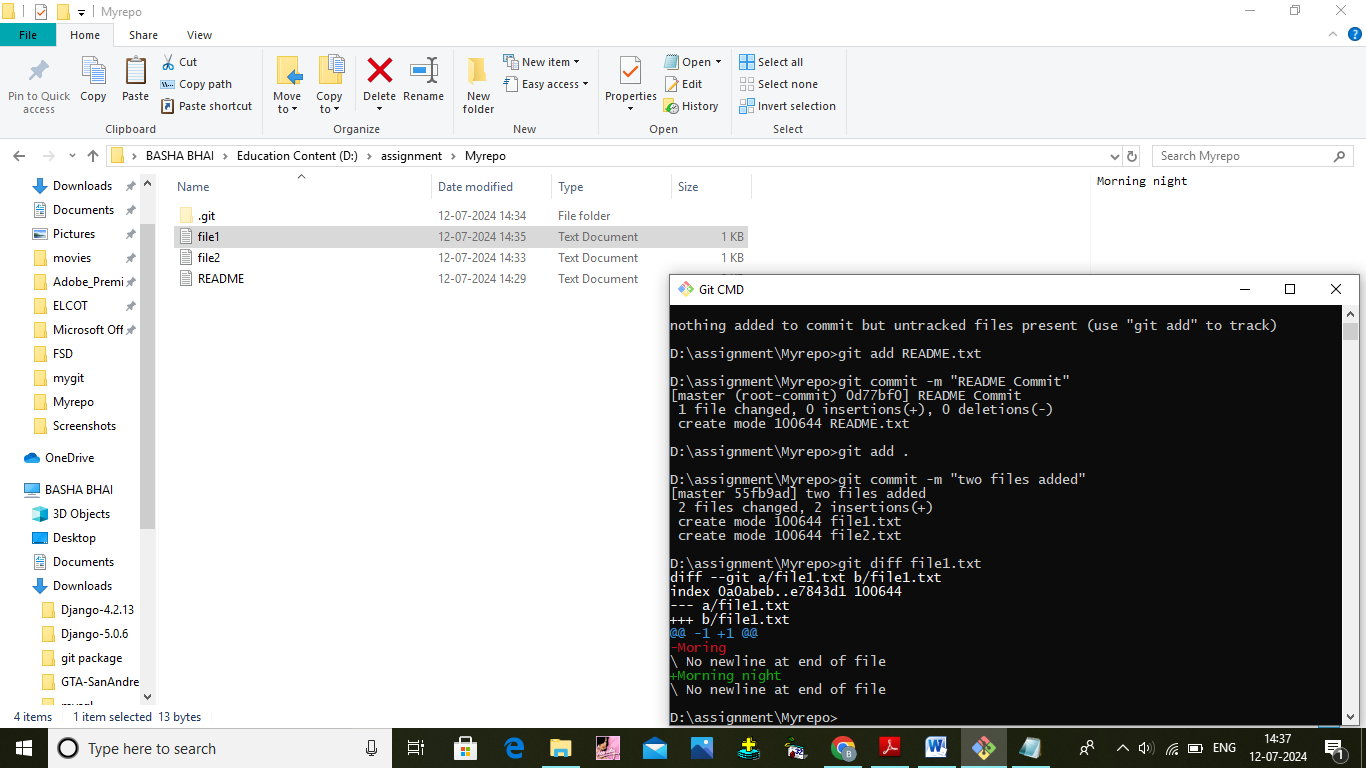 Myrepo
File Home Share View
Pin to Quick access
Copy
Paste
Cut
Copy path
Paste shortcut
Clipboard
Move to
Copy to
Delete
Rename
Organize
New folder
New item
Easy access
New
Properties
Open
Edit
History
Open
Select all
Select none
Invert selection
Select
BASHA BHAI > Education Content (D:) > assignment > Myrepo
Search Myrepo
Downloads
Documents
Pictures
movies
Adobe_Premi
ELCOT
Microsoft Off
FSD
mygit
Myrepo
Screenshots
OneDrive
BASHA BHAI
3D Objects
Desktop
Documents
Downloads
Django-4.2.13
Django-5.0.6
git package
GTA-SanAndre
Name Date modified Type Size
.git 12-07-2024 14:34 File folder
file1 12-07-2024 14:35 Text Document 1 KB
file2 12-07-2024 14:33 Text Document 1 KB
README 12-07-2024 14:29 Text Document
Morning night
Git CMD
nothing added to commit but untracked files present (use "git add" to track)
D:\assignment\Myrepo>git add README.txt
D:\assignment\Myrepo>git commit -m "README Commit"
[master (root-commit) 0d77bf0] README Commit
1 file changed, 0 insertions(+), 0 deletions(-)
create mode 100644 README.txt
D:\assignment\Myrepo>git add .
D:\assignment\Myrepo>git commit -m "two files added"
[master 55fb9ad] two files added
2 files changed, 2 insertions(+)
create mode 100644 file1.txt
create mode 100644 file2.txt
D:\assignment\Myrepo>git diff file1.txt
diff --git a/file1.txt b/file1.txt
index 0a0abeb..e7843d1 100644
--- a/file1.txt
+++ b/file1.txt
@@ -1 +1 @@
-Moring
\ No newline at end of file
+Morning night
\ No newline at end of file
D:\assignment\Myrepo>
4 items 1 item selected 13 bytes
Type here to search
ENG
14:37
12-07-2024
1